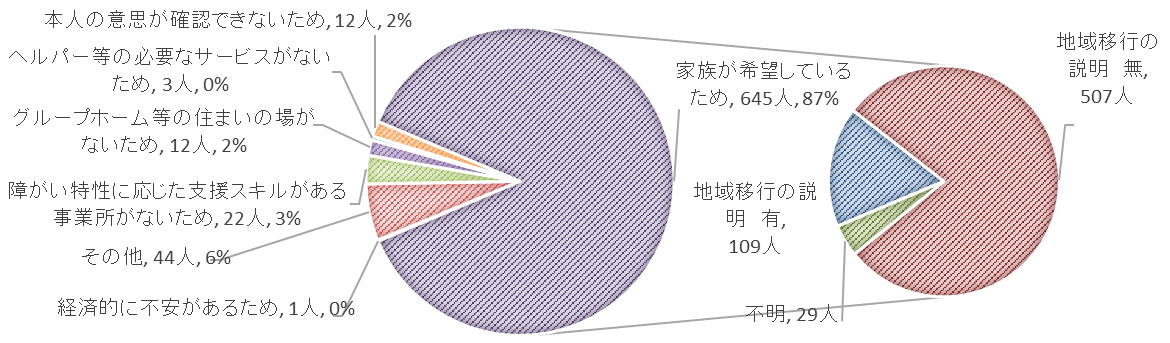 本人の意思が確認できないため, 12人, 2%
ヘルパー等の必要なサービスがない
ため, 3人, 0%
グループホーム等の住まいの場が
ないため, 12人, 2%
障がい特性に応じた支援スキルがある
事業所がないため, 22人, 3%
その他, 44人, 6%
経済的に不安があるため, 1人, 0%
家族が希望している
ため, 645人, 87%
地域移行の
説明　無,
507人
地域移行の説
明　有,
109人
不明, 29人